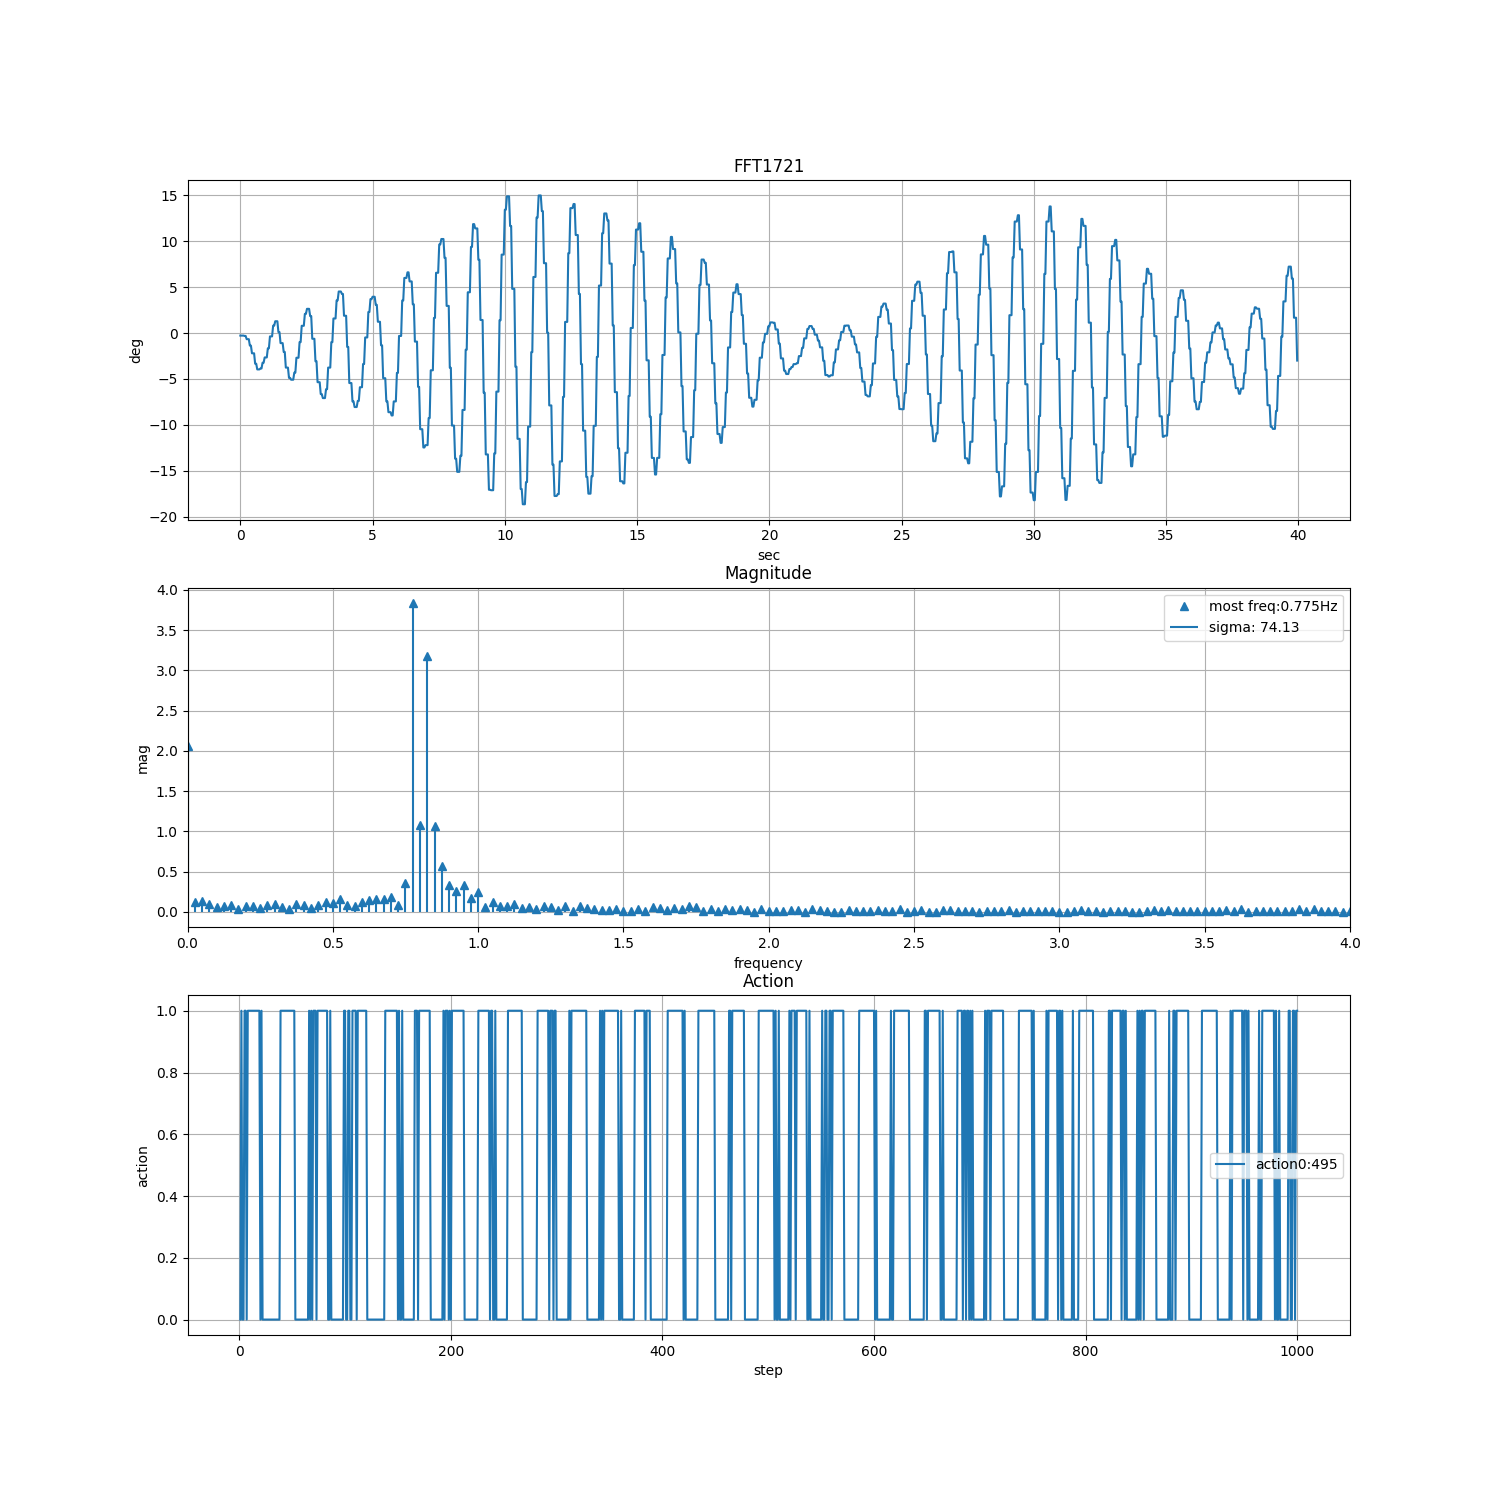 FFT1721
15
10
5
0
−5
−10
−15
−20
deg
0 5 10 15 20 25 30 35 40
sec
Magnitude
4.0
3.5
3.0
2.5
2.0
1.5
1.0
0.5
0.0
mag
most freq:0.775Hz
sigma: 74.13
0.0 0.5 1.0 1.5 2.0 2.5 3.0 3.5 4.0
frequency
Action
1.0
0.8
0.6
0.4
0.2
0.0
action
action0:495
0 200 400 600 800 1000
step